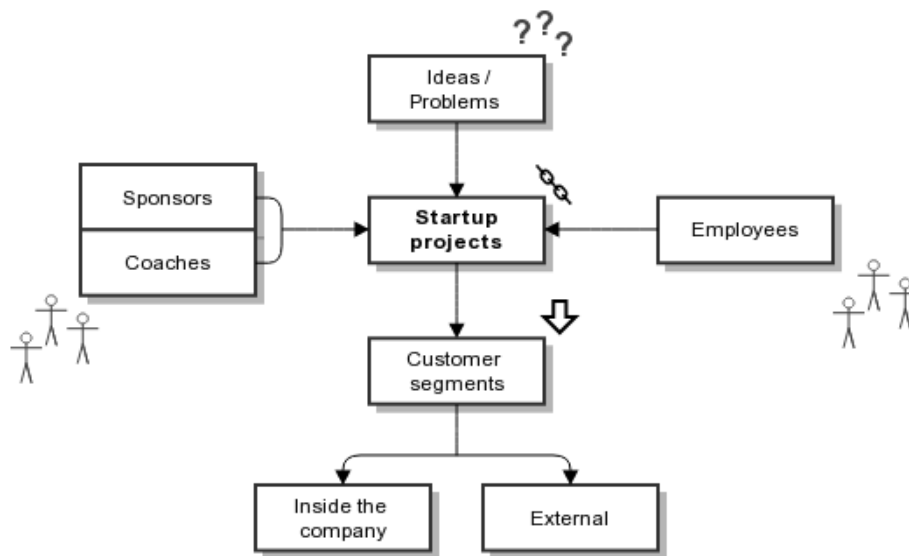 ? ? ?
Ideas /
Problems
Sponsors
Coaches
Startup
projects
Employees
Customer
segments
Inside the
company
External